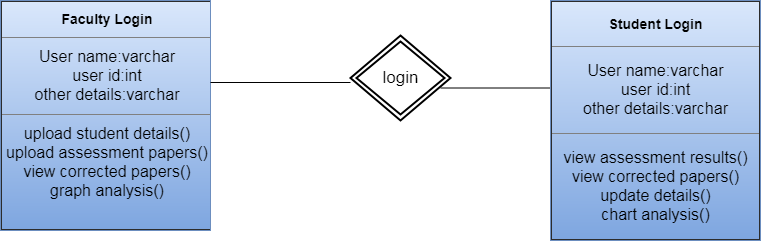 Faculty Login
User name:varchar
user id:int
other details:varchar
upload student details()
upload assessment papers()
view corrected papers()
graph analysis()
login
Student Login
User name:varchar
user id:int
other details:varchar
view assessment results()
view corrected papers()
update details()
chart analysis()